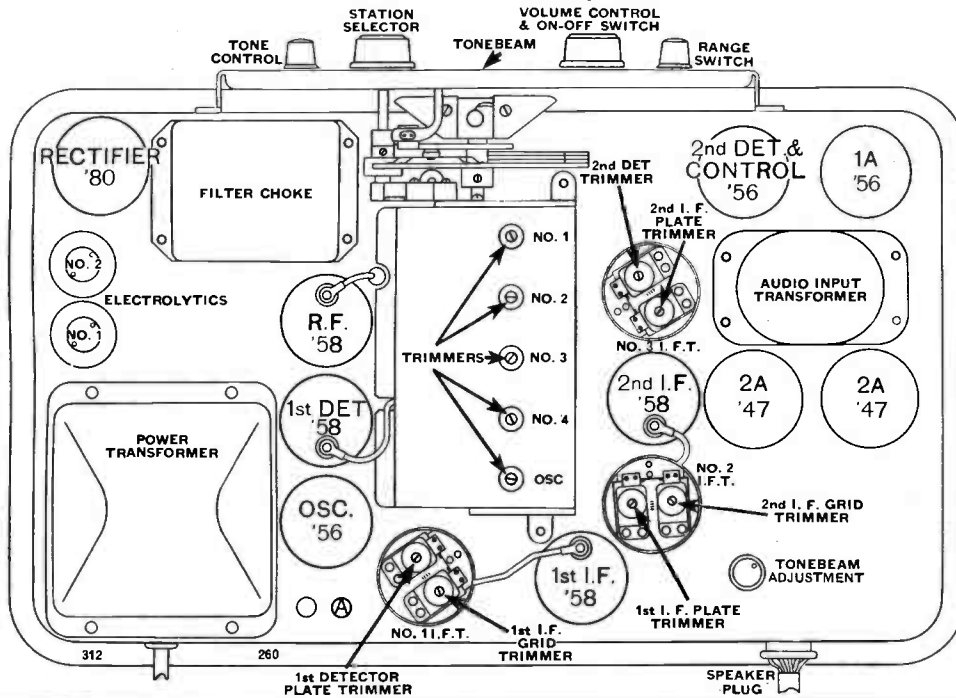 STATION
SELECTOR
VOLUME CONTROL
& ON-OFF SWITCH
TONE
CONTROL
TONEBEAM
RANGE
SWITCH
RECTIFIER
'80
FILTER CHOKE
2nd DET
TRIMMER
2nd DET &
CONTROL
'56
1A
'56
2nd I.F.
PLATE
TRIMMER
NO. 1
NO. 2
ELECTROLYTICS
NO. 1
R.F.
'58
NO. 2
AUDIO INPUT
TRANSFORMER
TRIMMERS
NO. 3
NO. 3 I.F.T.
1st DET
'58
2nd I.F.
'58
2A
'47
2A
'47
POWER
TRANSFORMER
NO. 4
OSC
NO. 2
I.F.T.
OSC.
'56
2nd I.F. GRID
TRIMMER
1st I.F.
'58
TONEBEAM
ADJUSTMENT
A
NO. 1 I.F.T.
1st I.F.
GRID
TRIMMER
1st I.F. PLATE
TRIMMER
312
260
1st DETECTOR
PLATE TRIMMER
SPEAKER
PLUG